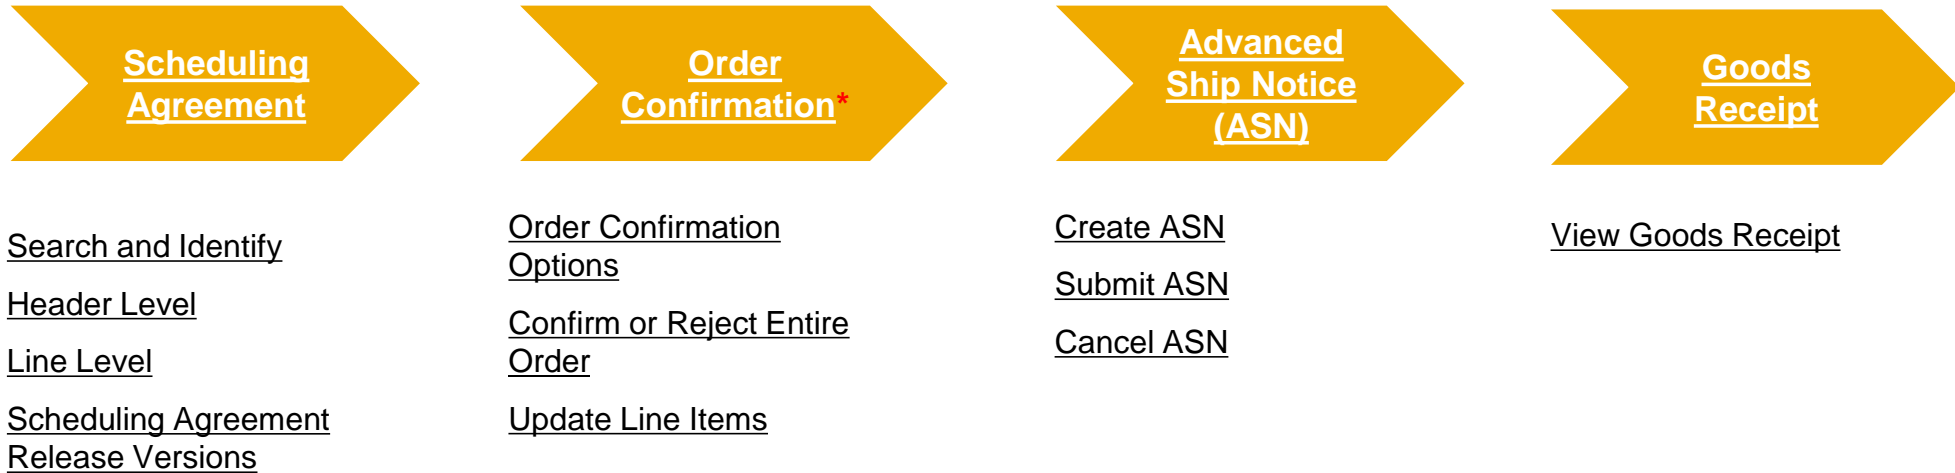 Scheduling
Agreement
Order
Confirmation*
Advanced
Ship Notice
(ASN)
Goods
Receipt
Search and Identify
Header Level
Line Level
Scheduling Agreement
Release Versions
Order Confirmation
Options
Confirm or Reject Entire
Order
Update Line Items
Create ASN
Submit ASN
Cancel ASN
View Goods Receipt